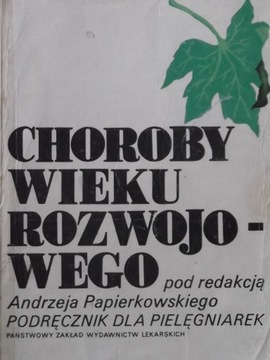 CHOROBY
WIEKU
ROZWOJO-
WEGO pod redakcją
Andrzeja Papierkowskiego
PODRĘCZNIK DLA PIELĘGNIAREK
PAŃSTWOWY ZAKŁAD WYDAWNICTW LEKARSKICH